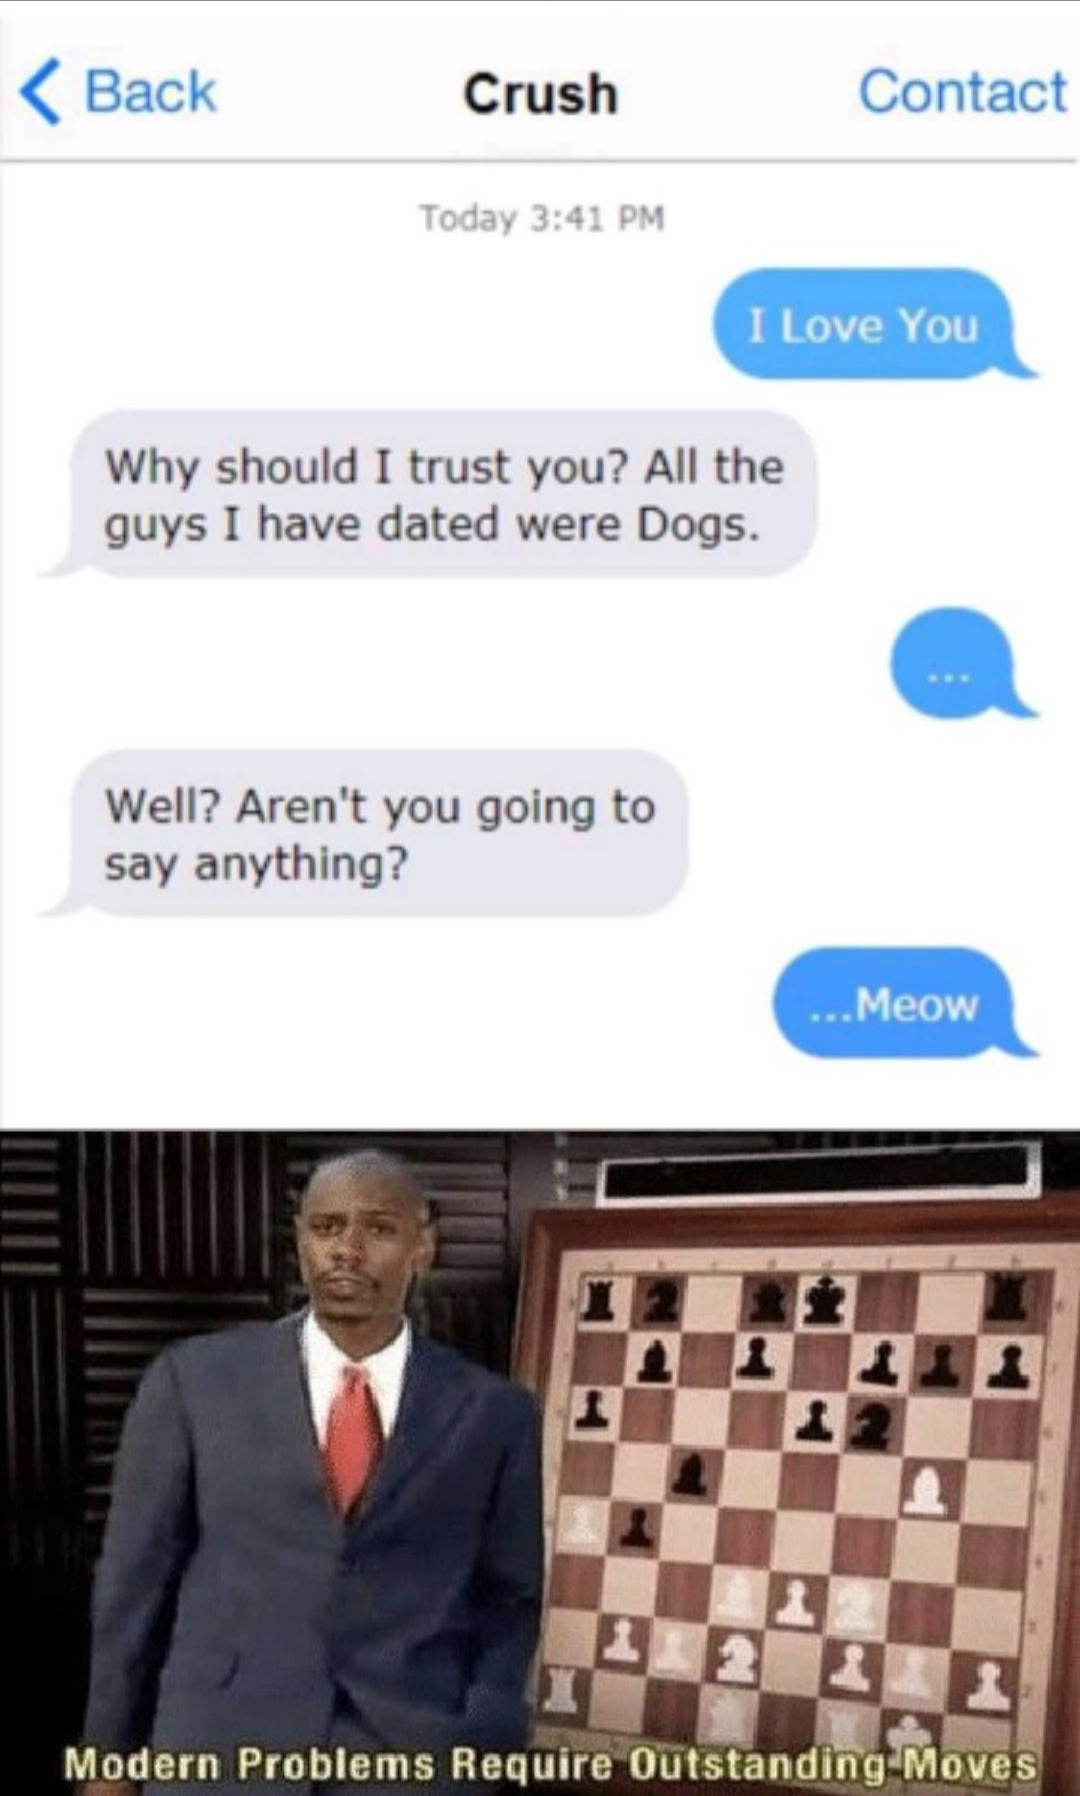 Back Crush Contact
Today 3:41 PM
I Love You
Why should I trust you? All the
guys I have dated were Dogs.
...
Well? Aren't you going to
say anything?
...Meow
Modern Problems Require Outstanding Moves